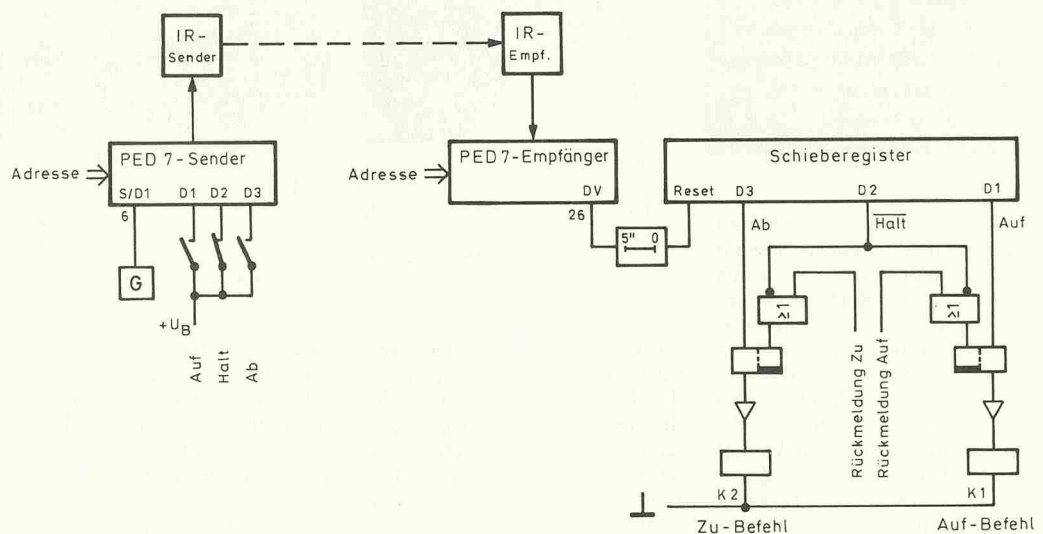 IR-
Sender
IR-
Empf.
PED 7-Sender
S/D1 D1 D2 D3
Adresse
6
G
+UB
Auf
Halt
Ab
Adresse
PED 7-Empfänger
DV
26
5" 0
Schieberegister
Reset D3 D2 D1
Ab
Halt
Auf
≥1
≥1
Rückmeldung Zu
Rückmeldung Auf
K2
K1
Zu-Befehl
Auf-Befehl